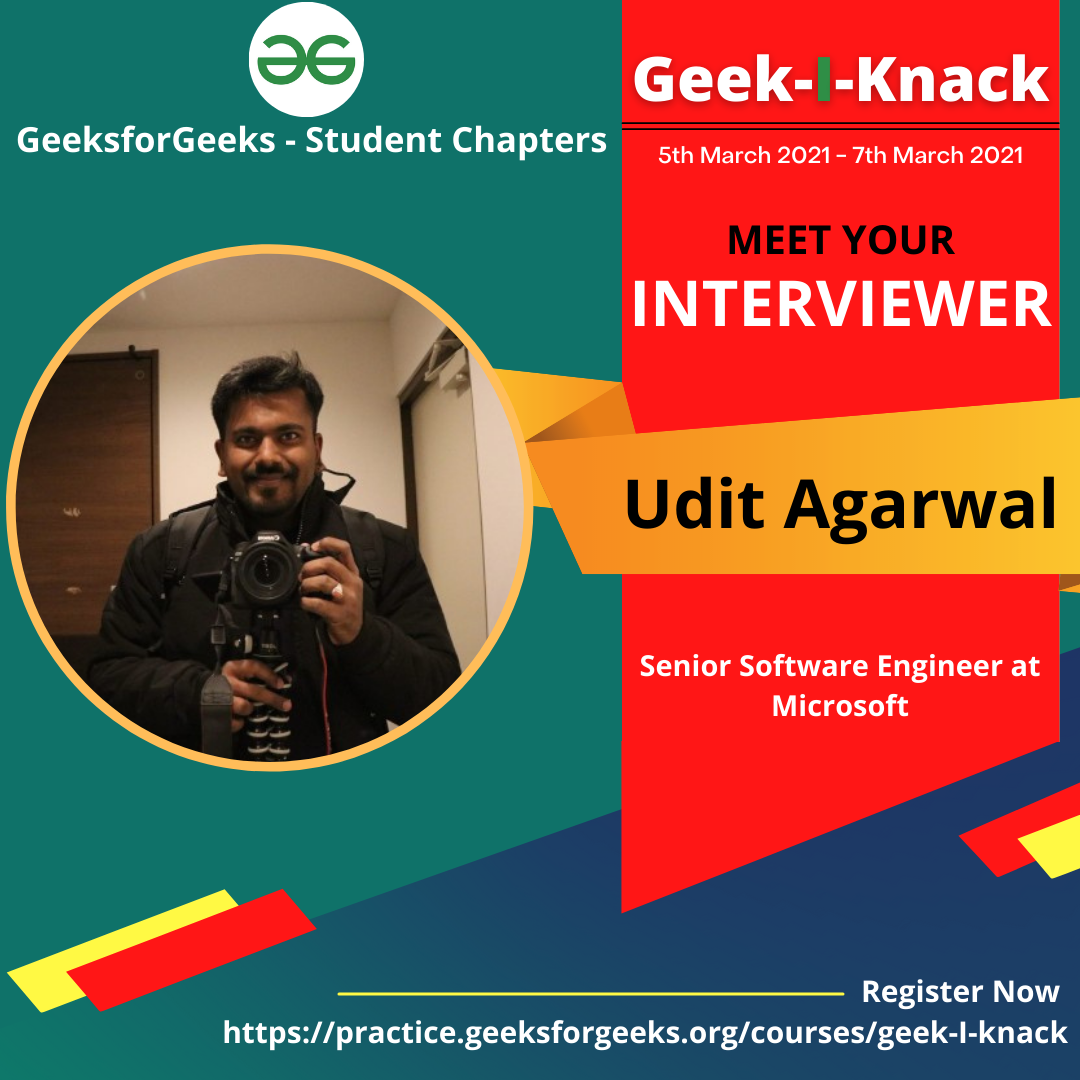 GeeksforGeeks - Student Chapters
Geek-I-Knack
5th March 2021 - 7th March 2021
MEET YOUR
INTERVIEWER
Udit Agarwal
Senior Software Engineer at
Microsoft
Register Now
https://practice.geeksforgeeks.org/courses/geek-I-knack